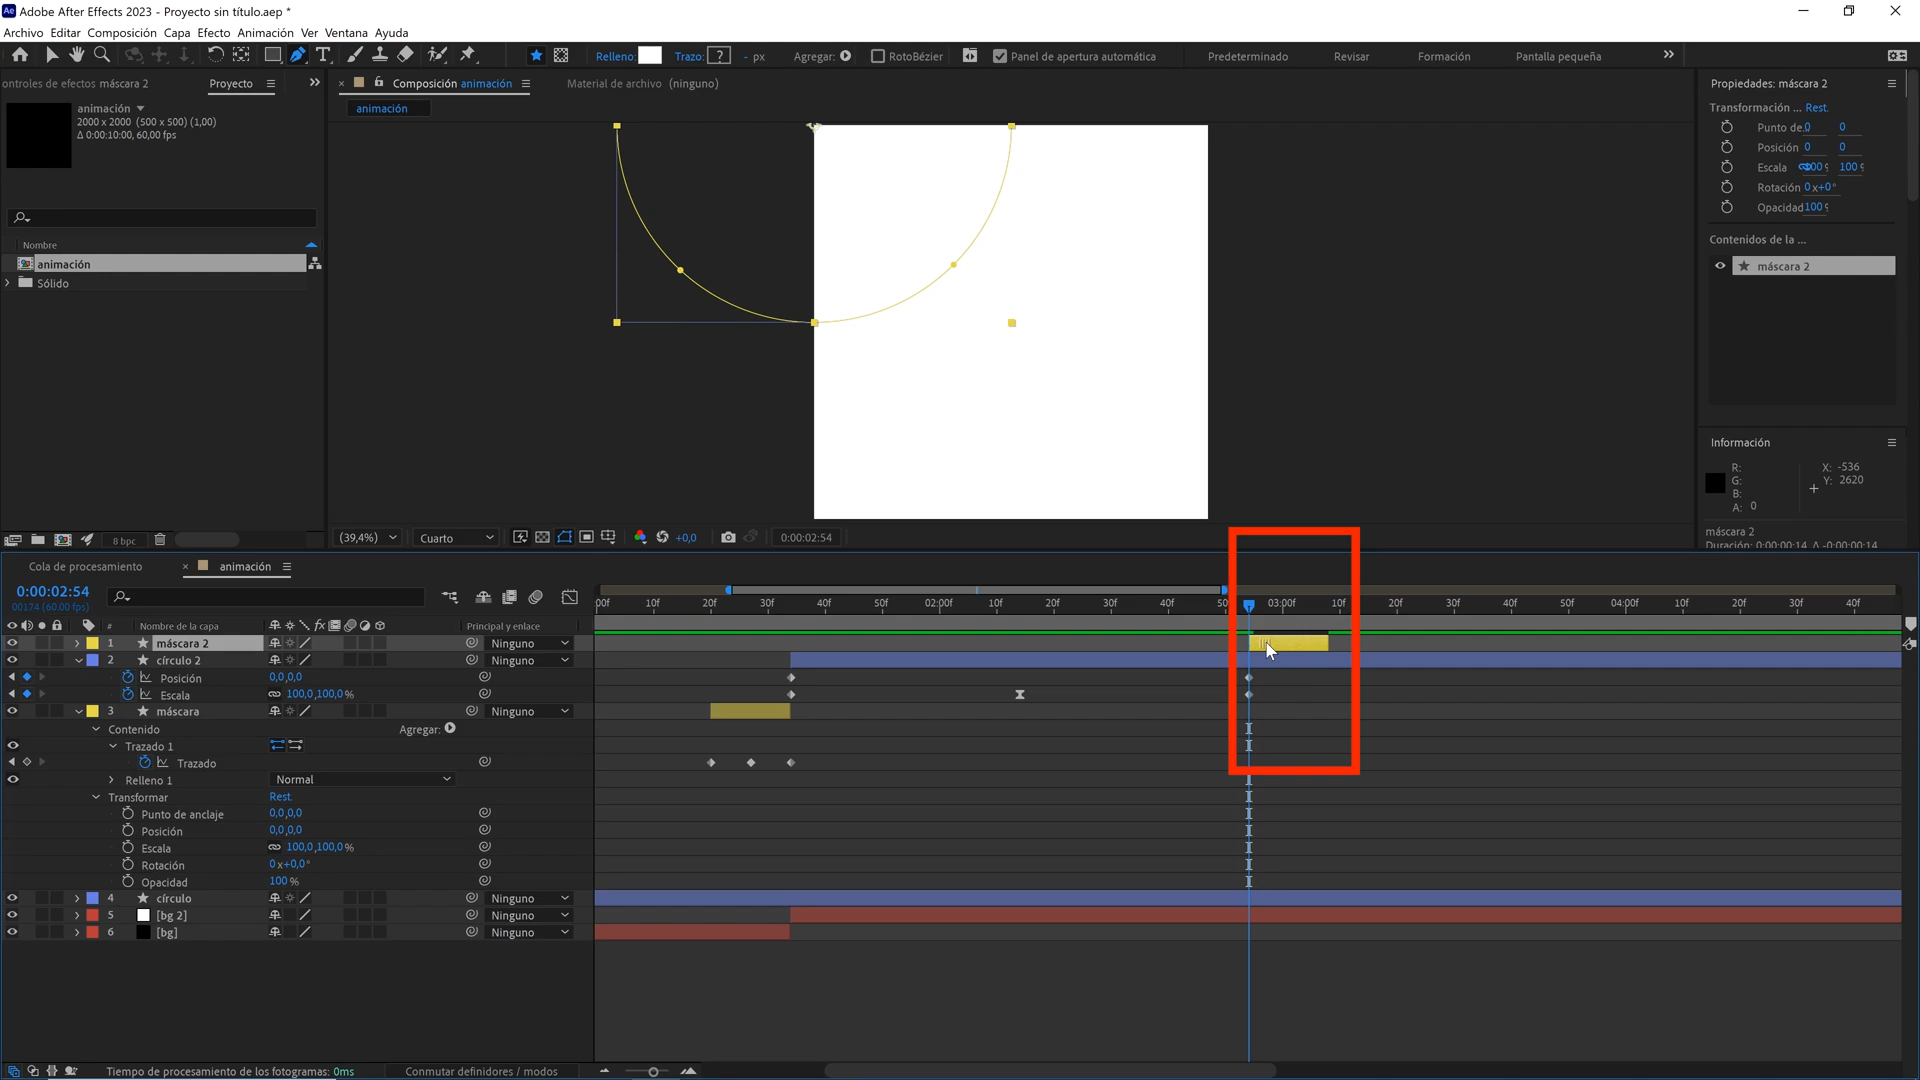 Adobe After Effects 2023 - Proyecto sin título.aep *
Archivo Editar Composición Capa Efecto Animación Ver Ventana Ayuda
Relleno: Trazo: ? - px Agregar: RotoBézier Panel de apertura automática Predeterminado Revisar Formación Pantalla pequeña
ontroles de efectos máscara 2 Proyecto
Composición animación Material de archivo (ninguno)
Propiedades: máscara 2
animación
2000 x 2000 (500 x 500) (1,00)
Δ 0:00:10:00, 60,00 fps
animación
Transformación ... Rest.
Punto de 0 0
Posición 0 0
Escala 100 100
Rotación 0x+0°
Opacidad 100
Nombre
animación
Sólido
Contenidos de la ...
máscara 2
Información
R:
G:
B:
A: 0
X: -536
Y: 2620
máscara 2
Duración: 0:00:00:14
8 bpc
(39,4%) Cuarto +0,0 0:00:02:54
Cola de procesamiento animación
0:00:02:54
00174 (60.00 fps)
00f 10f 20f 30f 40f 50f 02:00f 10f 20f 30f 40f 50 03:00f 10f 20f 30f 40f 50f 04:00f 10f 20f 30f 40f
# Nombre de la capa fx Principal y enlace
1 máscara 2 Ninguno
2 círculo 2 Ninguno
Posición 0,0,0,0
Escala 100,0,100,0 %
3 máscara Ninguno
Contenido Agregar:
Trazado 1
Trazado
Relleno 1 Normal
Transformar Rest.
Punto de anclaje 0,0,0,0
Posición 0,0,0,0
Escala 100,0,100,0 %
Rotación 0x+0,0°
Opacidad 100 %
4 círculo Ninguno
5 [bg 2] Ninguno
6 [bg] Ninguno
Tiempo de procesamiento de los fotogramas: 0ms Conmutar definidores / modos